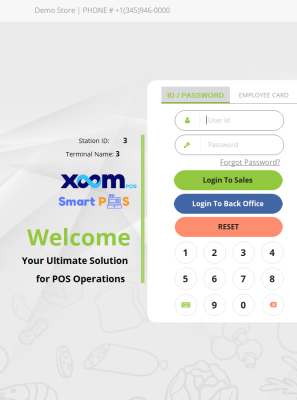 Demo Store | PHONE # +1(345)946-0000
ID / PASSWORD
EMPLOYEE CARD
User Id
Password
Forgot Password?
Login To Sales
Login To Back Office
RESET
1 2 3 4
5 6 7 8
9 0
Station ID: 3
Terminal Name: 3
xoom POS
Smart POS
Welcome
Your Ultimate Solution
for POS Operations